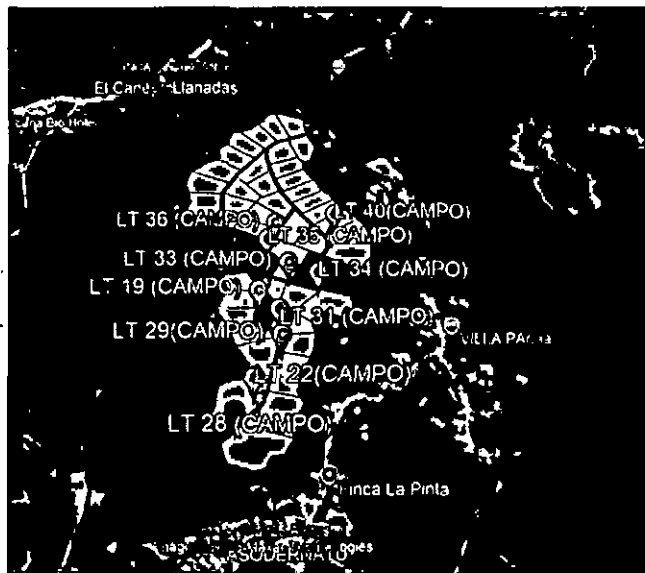 El Cane - Llanadas
LT 36 (CAMPO)
LT 40(CAMPO)
LT 35 (CAMPO)
LT 33 (CAMPO)
LT 34 (CAMPO)
LT 19 (CAMPO)
LT 31 (CAMPO)
LT 29(CAMPO)
LT 22(CAMPO)
LT 28 (CAMPO)
Finca La Pinta